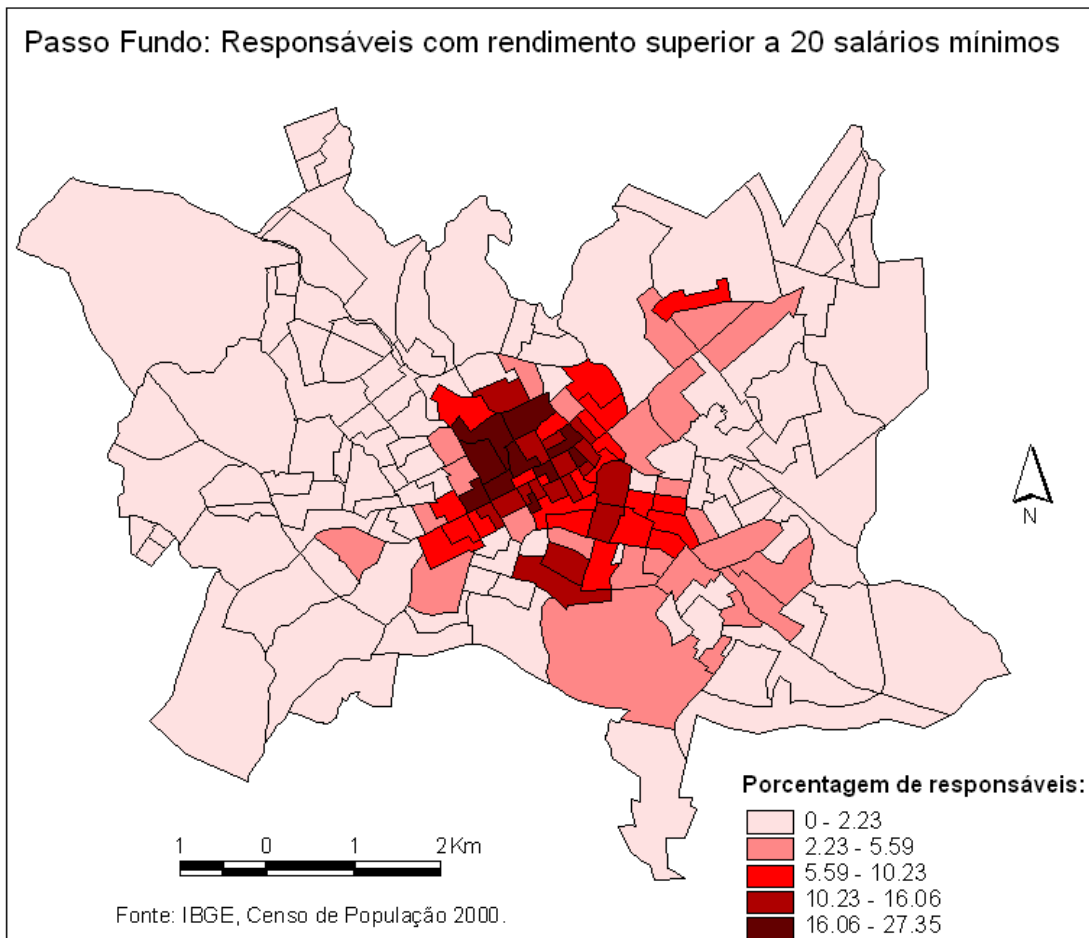 Passo Fundo: Responsáveis com rendimento superior a 20 salários mínimos
N
Porcentagem de responsáveis:
0 - 2.23
2.23 - 5.59
5.59 - 10.23
10.23 - 16.06
16.06 - 27.35
1 0 1 2 Km
Fonte: IBGE, Censo de População 2000.